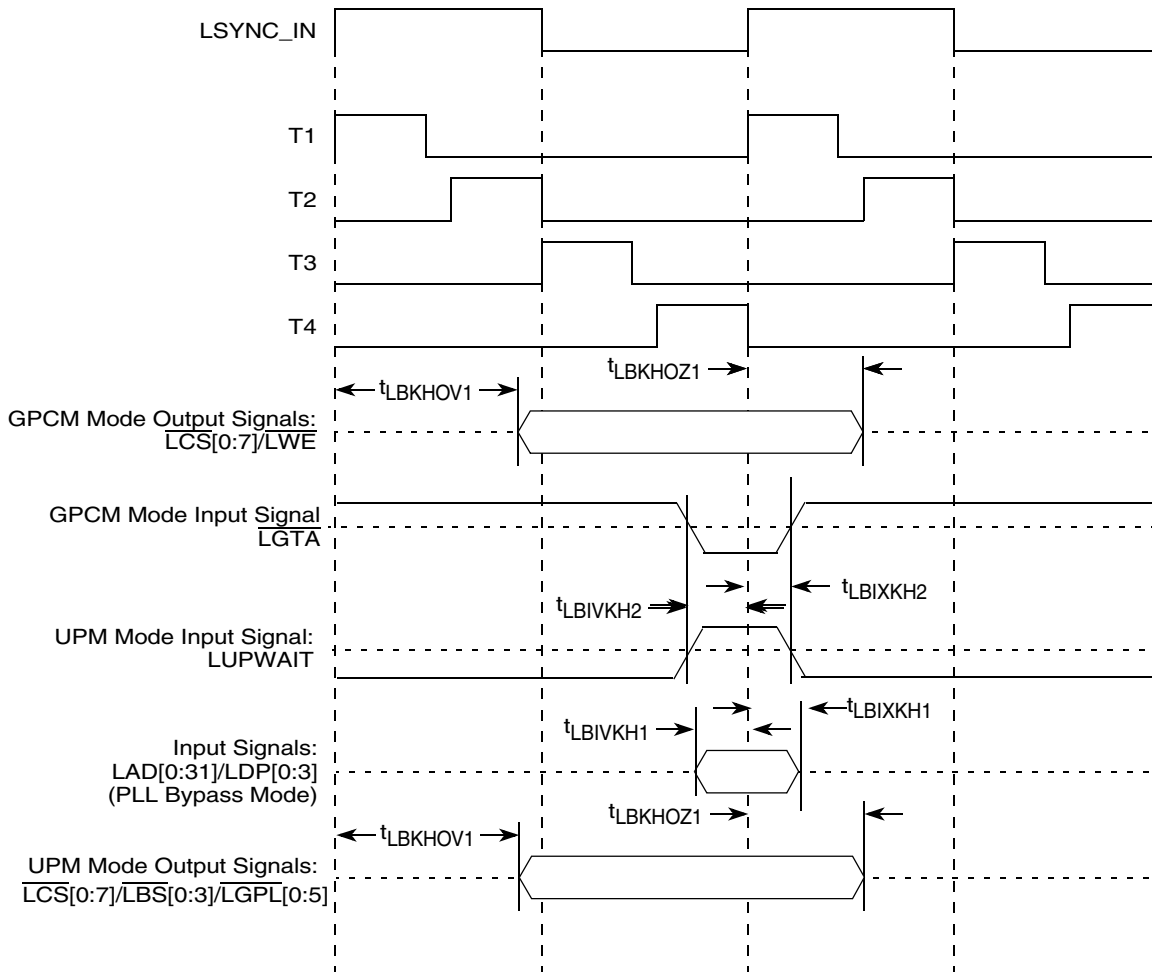 LSYNC_IN
T1
T2
T3
T4
tLBKHOZ1
tLBKHOV1
GPCM Mode Output Signals:
LCS[0:7]/LWE
GPCM Mode Input Signal
LGTA
tLBIXKH2
tLBIVKH2
UPM Mode Input Signal:
LUPWAIT
tLBIXKH1
tLBIVKH1
Input Signals:
LAD[0:31]/LDP[0:3]
(PLL Bypass Mode)
tLBKHOZ1
tLBKHOV1
UPM Mode Output Signals:
LCS[0:7]/LBS[0:3]/LGPL[0:5]